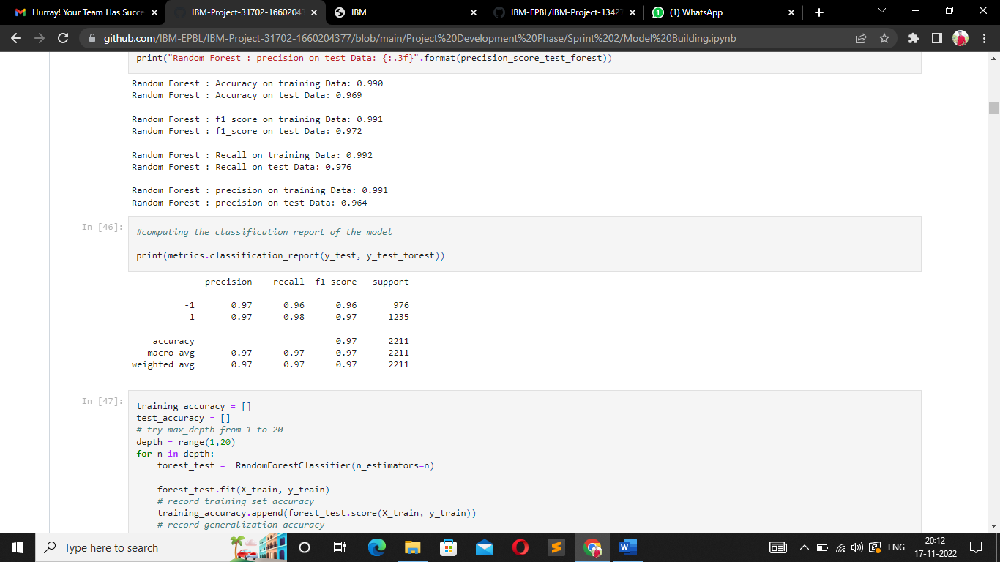 Hurray! Your Team Has Succe
IBM-Project-31702-16602043
IBM
IBM-EPBL/IBM-Project-13427
(1) WhatsApp
github.com/IBM-EPBL/IBM-Project-31702-1660204377/blob/main/Project%20Development%20Phase/Sprint%202/Model%20Building.ipynb
print("Random Forest : precision on test Data: {:.3f}".format(precision_score_test_forest))
Random Forest : Accuracy on training Data: 0.990
Random Forest : Accuracy on test Data: 0.969
Random Forest : f1_score on training Data: 0.991
Random Forest : f1_score on test Data: 0.972
Random Forest : Recall on training Data: 0.992
Random Forest : Recall on test Data: 0.976
Random Forest : precision on training Data: 0.991
Random Forest : precision on test Data: 0.964
In [46]:
#computing the classification report of the model
print(metrics.classification_report(y_test, y_test_forest))
precision recall f1-score support
-1 0.97 0.96 0.96 976
1 0.97 0.98 0.97 1235
accuracy 0.97 2211
macro avg 0.97 0.97 0.97 2211
weighted avg 0.97 0.97 0.97 2211
In [47]:
training_accuracy = []
test_accuracy = []
# try max_depth from 1 to 20
depth = range(1,20)
for n in depth:
forest_test = RandomForestClassifier(n_estimators=n)
forest_test.fit(X_train, y_train)
# record training set accuracy
training_accuracy.append(forest_test.score(X_train, y_train))
# record generalization accuracy
Type here to search
ENG
20:12
17-11-2022